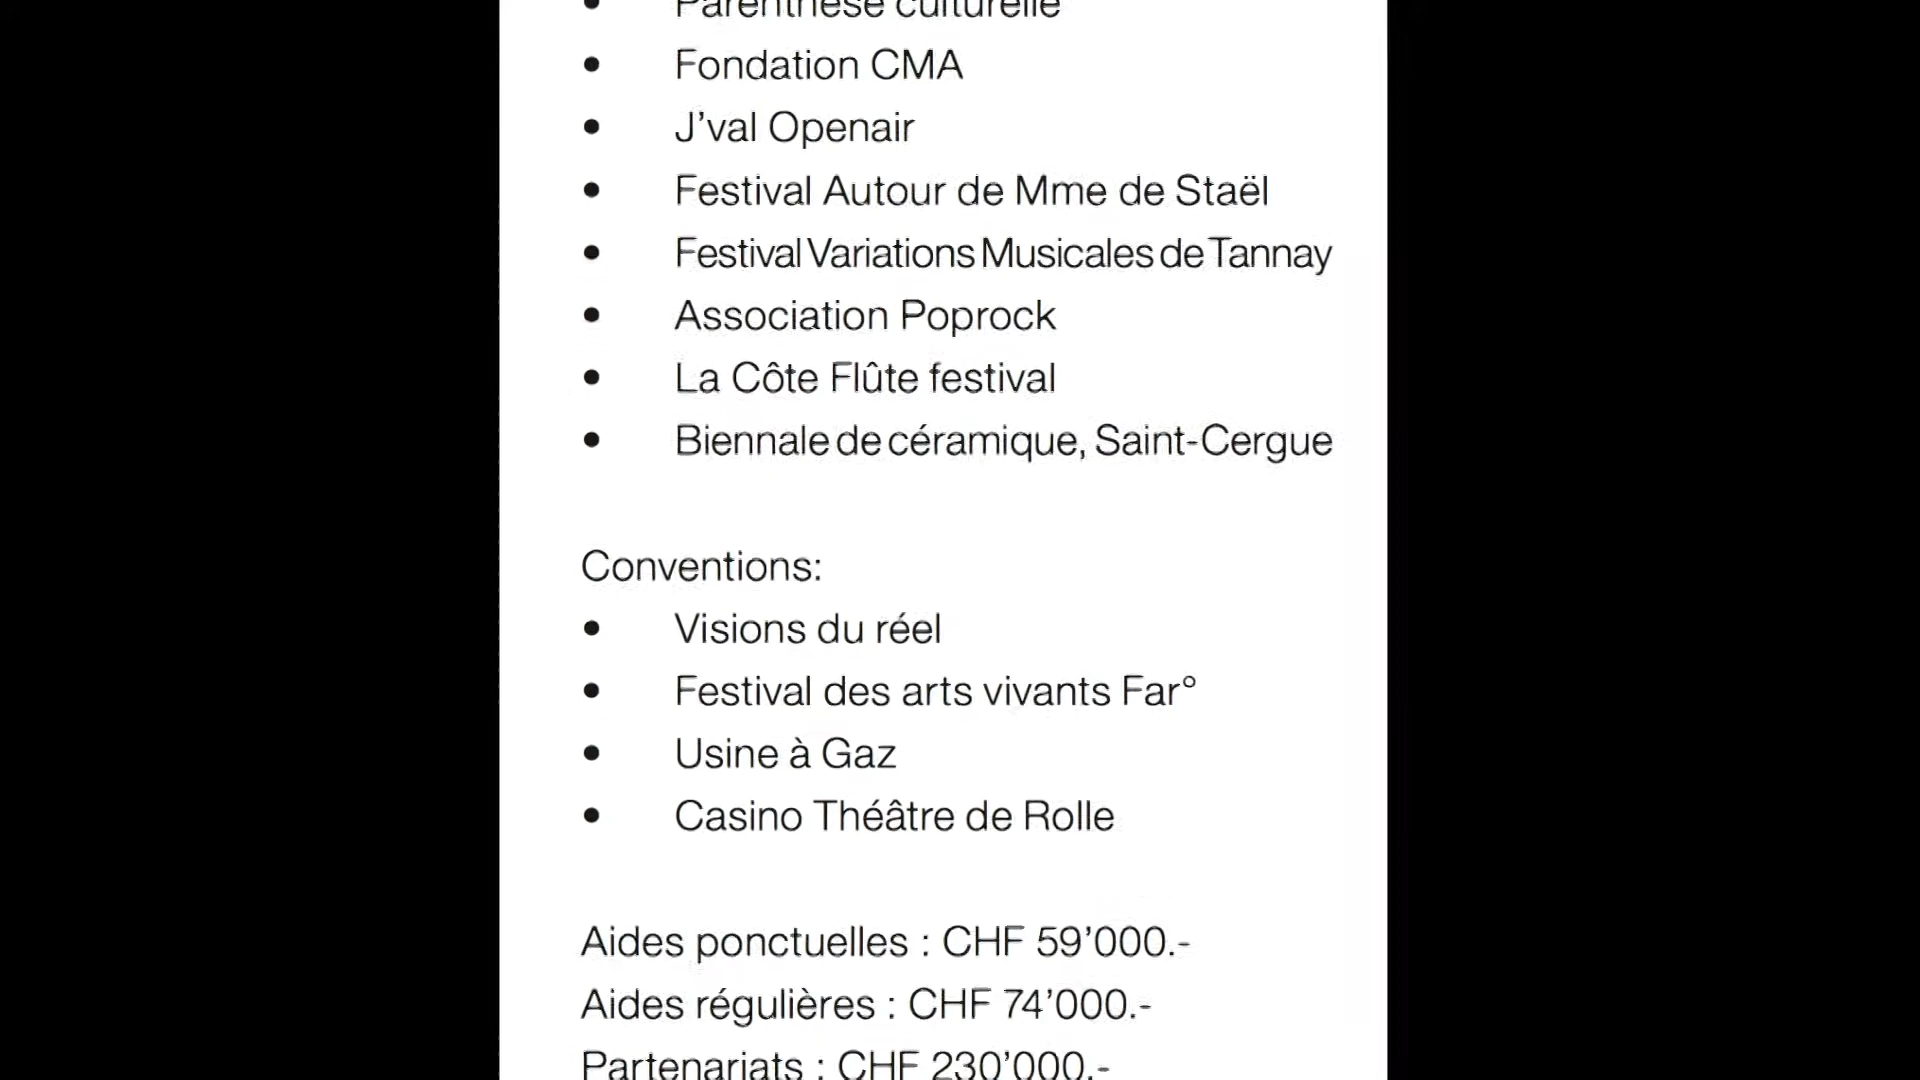 • Parenthèse culturelle
• Fondation CMA
• J’val Openair
• Festival Autour de Mme de Staël
• Festival Variations Musicales de Tannay
• Association Poprock
• La Côte Flûte festival
• Biennale de céramique, Saint-Cergue
Conventions:
• Visions du réel
• Festival des arts vivants Far°
• Usine à Gaz
• Casino Théâtre de Rolle
Aides ponctuelles : CHF 59’000.-
Aides régulières : CHF 74’000.-
Partenariats : CHF 230’000.-